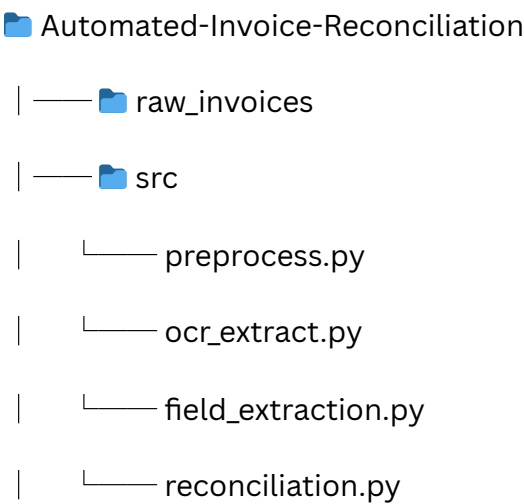 Automated-Invoice-Reconciliation
raw_invoices
src
preprocess.py
ocr_extract.py
field_extraction.py
reconciliation.py